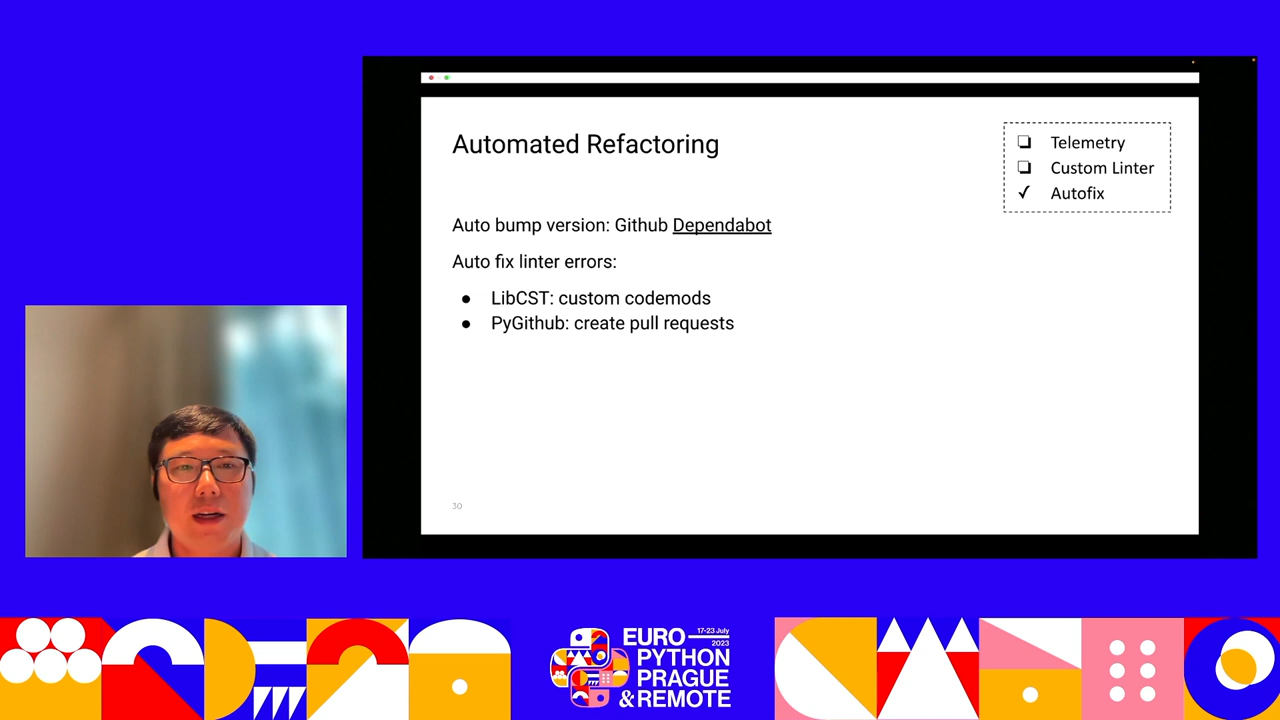 Automated Refactoring
❏ Telemetry
❏ Custom Linter
✓ Autofix
Auto bump version: Github Dependabot
Auto fix linter errors:
● LibCST: custom codemods
● PyGithub: create pull requests
30
17-23 July
2023
EURO
PYTHON
PRAGUE
&REMOTE